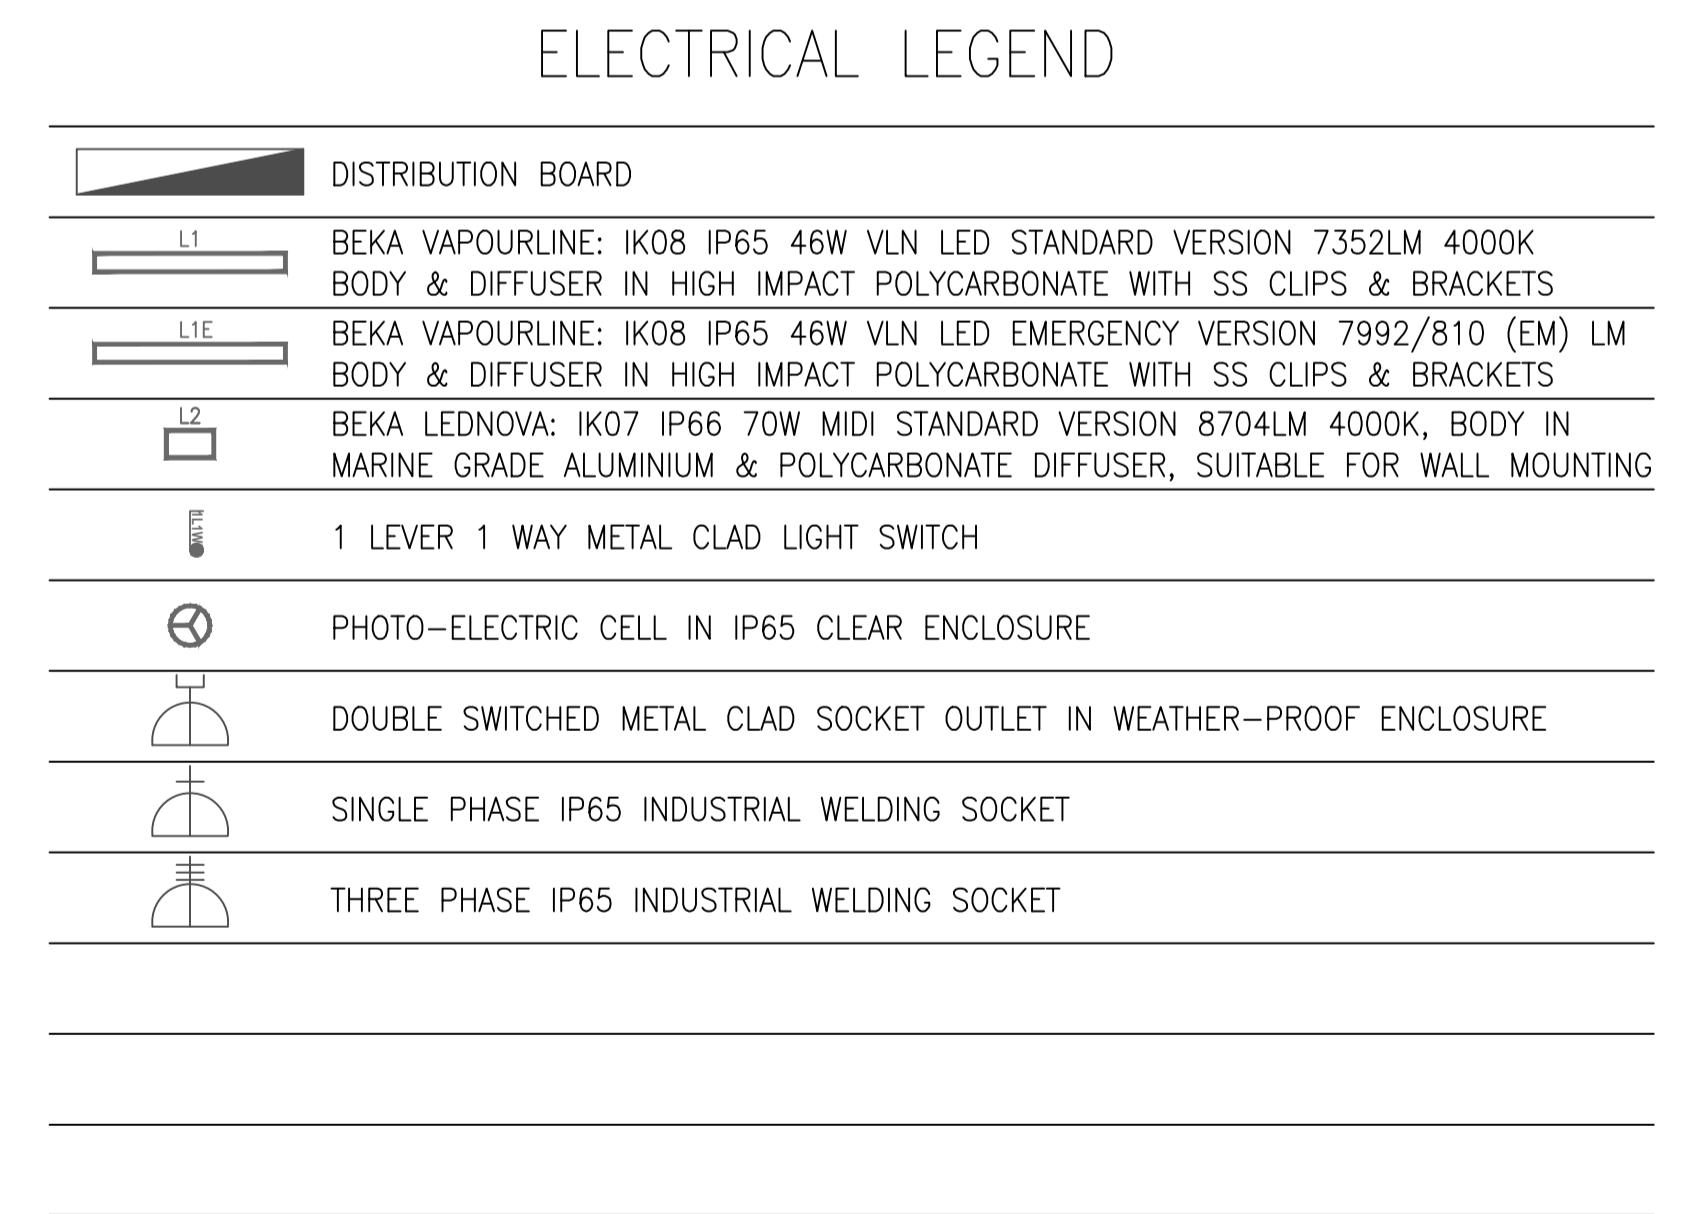 ELECTRICAL LEGEND
DISTRIBUTION BOARD
L1
BEKA VAPOURLINE: IK08 IP65 46W VLN LED STANDARD VERSION 7352LM 4000K
BODY & DIFFUSER IN HIGH IMPACT POLYCARBONATE WITH SS CLIPS & BRACKETS
L1E
BEKA VAPOURLINE: IK08 IP65 46W VLN LED EMERGENCY VERSION 7992/810 (EM) LM
BODY & DIFFUSER IN HIGH IMPACT POLYCARBONATE WITH SS CLIPS & BRACKETS
L2
BEKA LEDNOVA: IK07 IP66 70W MIDI STANDARD VERSION 8704LM 4000K, BODY IN
MARINE GRADE ALUMINIUM & POLYCARBONATE DIFFUSER, SUITABLE FOR WALL MOUNTING
1 LEVER 1 WAY METAL CLAD LIGHT SWITCH
PHOTO-ELECTRIC CELL IN IP65 CLEAR ENCLOSURE
DOUBLE SWITCHED METAL CLAD SOCKET OUTLET IN WEATHER-PROOF ENCLOSURE
SINGLE PHASE IP65 INDUSTRIAL WELDING SOCKET
THREE PHASE IP65 INDUSTRIAL WELDING SOCKET